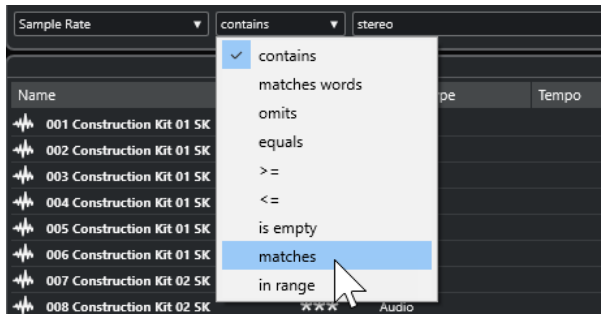 Sample Rate contains stereo
contains
matches words
omits
equals
>=
<=
is empty
matches
in range
Name Tempo
001 Construction Kit 01 SK
002 Construction Kit 01 SK
003 Construction Kit 01 SK
004 Construction Kit 01 SK
005 Construction Kit 01 SK
006 Construction Kit 01 SK
007 Construction Kit 02 SK
008 Construction Kit 02 SK *** Audio